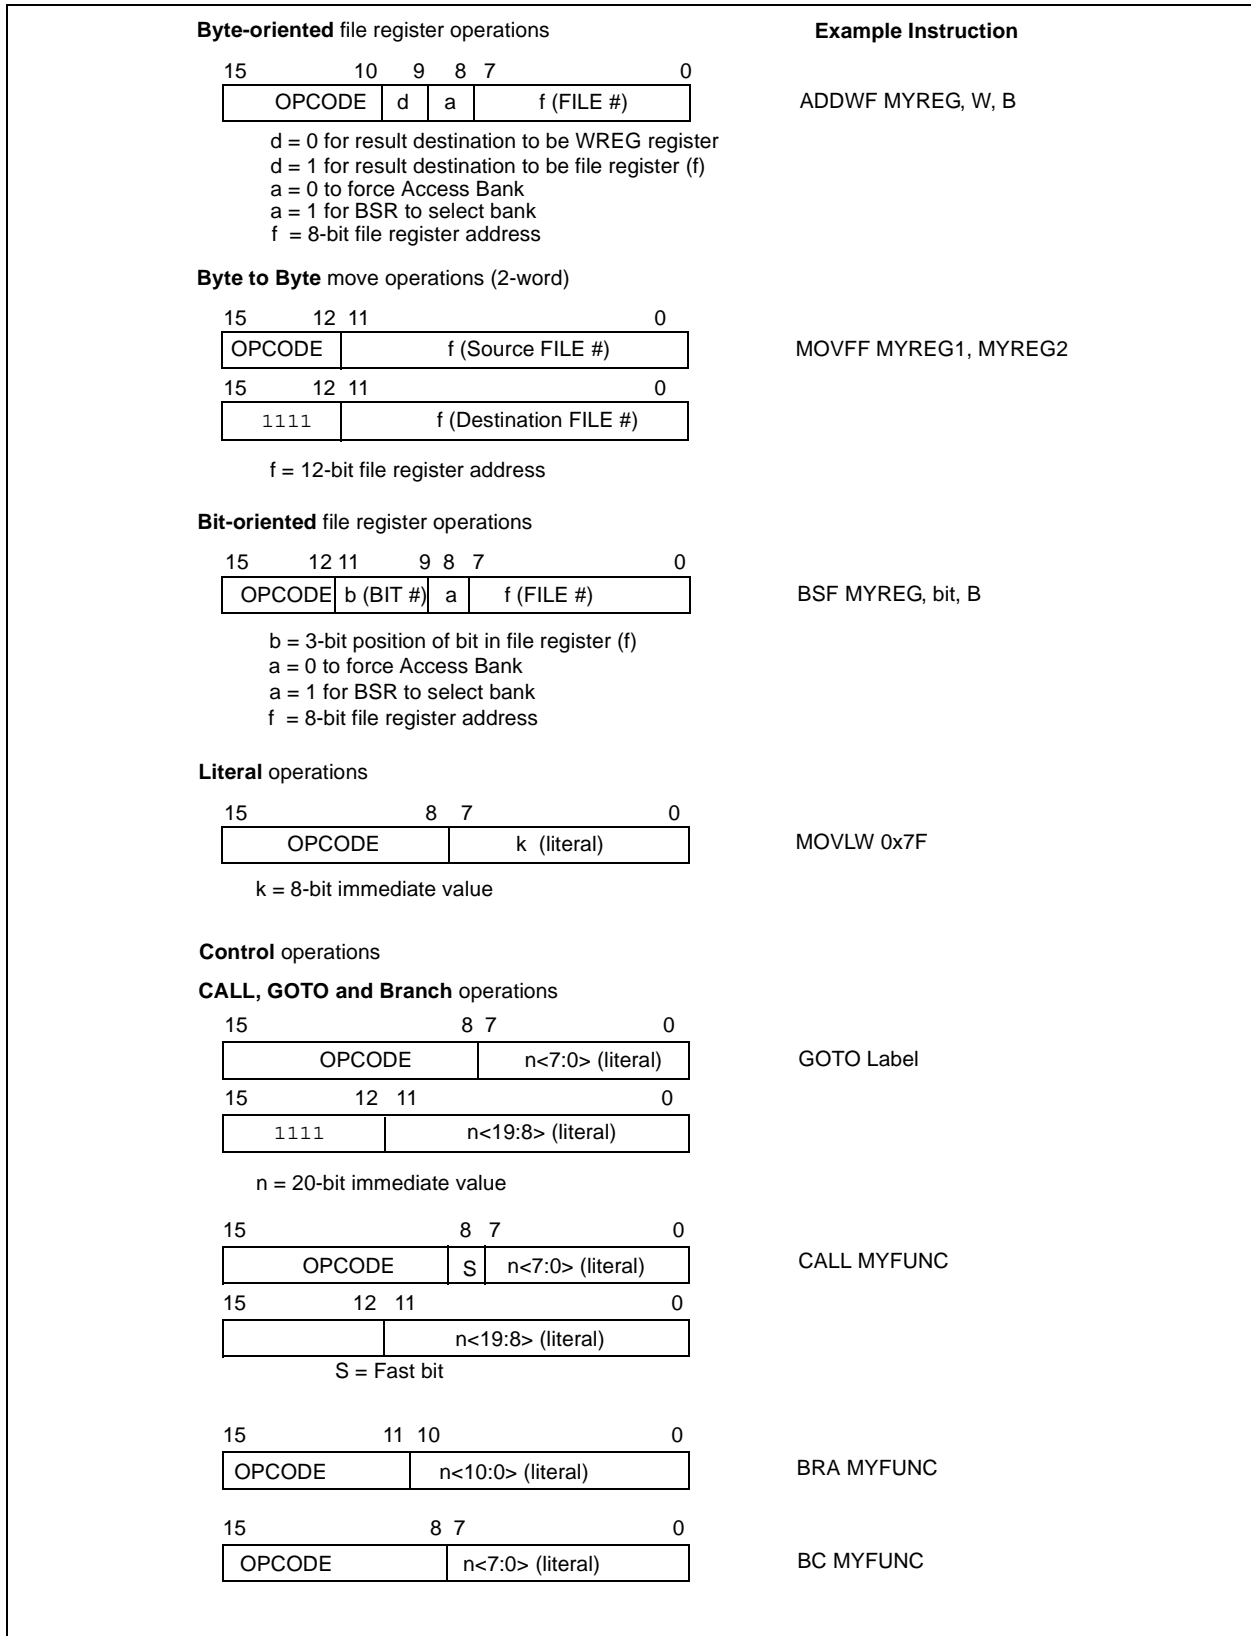 Byte-oriented file register operations Example Instruction
15 10 9 8 7 0
OPCODE d a f (FILE #) ADDWF MYREG, W, B
d = 0 for result destination to be WREG register
d = 1 for result destination to be file register (f)
a = 0 to force Access Bank
a = 1 for BSR to select bank
f = 8-bit file register address
Byte to Byte move operations (2-word)
15 12 11 0
OPCODE f (Source FILE #) MOVFF MYREG1, MYREG2
15 12 11 0
1111 f (Destination FILE #)
f = 12-bit file register address
Bit-oriented file register operations
15 12 11 9 8 7 0
OPCODE b (BIT #) a f (FILE #) BSF MYREG, bit, B
b = 3-bit position of bit in file register (f)
a = 0 to force Access Bank
a = 1 for BSR to select bank
f = 8-bit file register address
Literal operations
15 8 7 0
OPCODE k (literal) MOVLW 0x7F
k = 8-bit immediate value
Control operations
CALL, GOTO and Branch operations
15 8 7 0
OPCODE n<7:0> (literal) GOTO Label
15 12 11 0
1111 n<19:8> (literal)
n = 20-bit immediate value
15 8 7 0
OPCODE S n<7:0> (literal) CALL MYFUNC
15 12 11 0
n<19:8> (literal)
S = Fast bit
15 11 10 0
OPCODE n<10:0> (literal) BRA MYFUNC
15 8 7 0
OPCODE n<7:0> (literal) BC MYFUNC